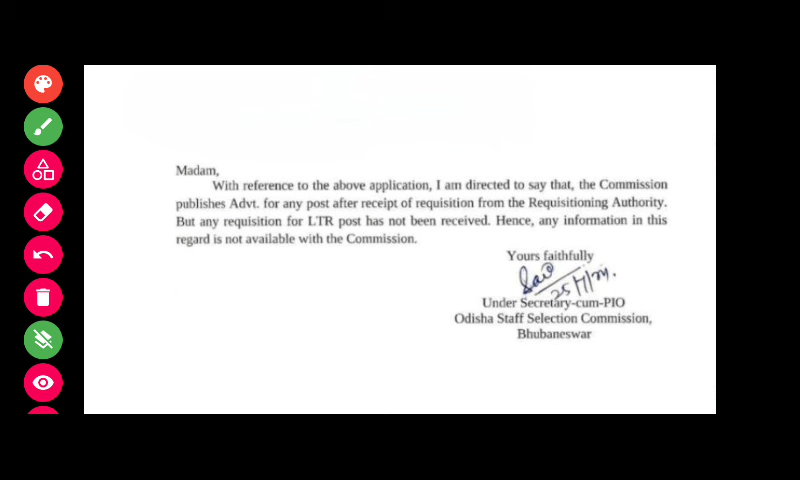 Madam,
With reference to the above application, I am directed to say that, the Commission
publishes Advt. for any post after receipt of requisition from the Requisitioning Authority.
But any requisition for LTR post has not been received. Hence, any information in this
regard is not available with the Commission.
Yours faithfully
Under Secretary-cum-PIO
Odisha Staff Selection Commission,
Bhubaneswar